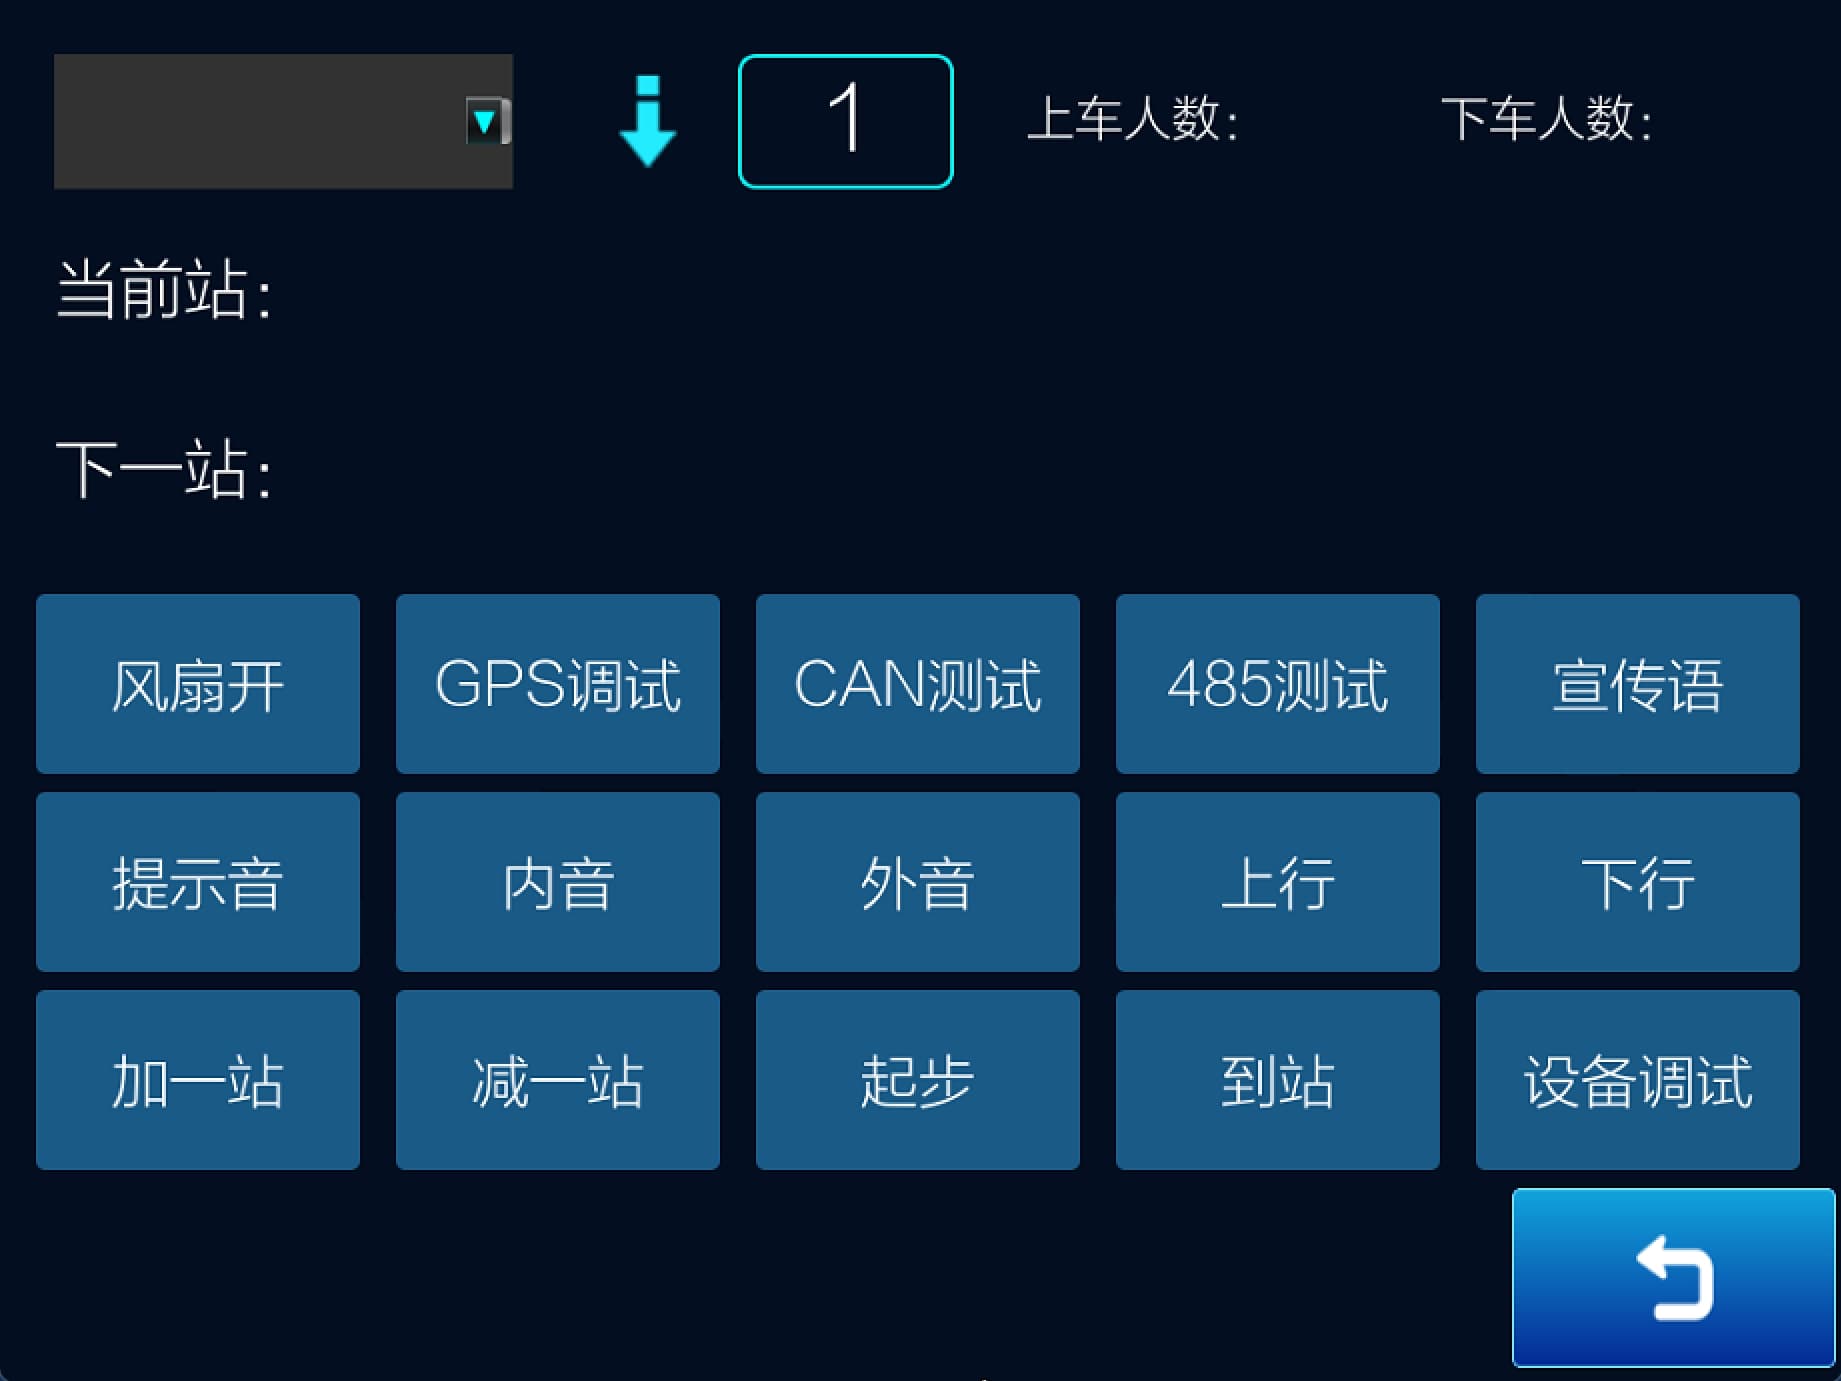 1 上车人数： 下车人数：
当前站：
下一站：
风扇开 GPS调试 CAN测试 485测试 宣传语
提示音 内音 外音 上行 下行
加一站 减一站 起步 到站 设备调试